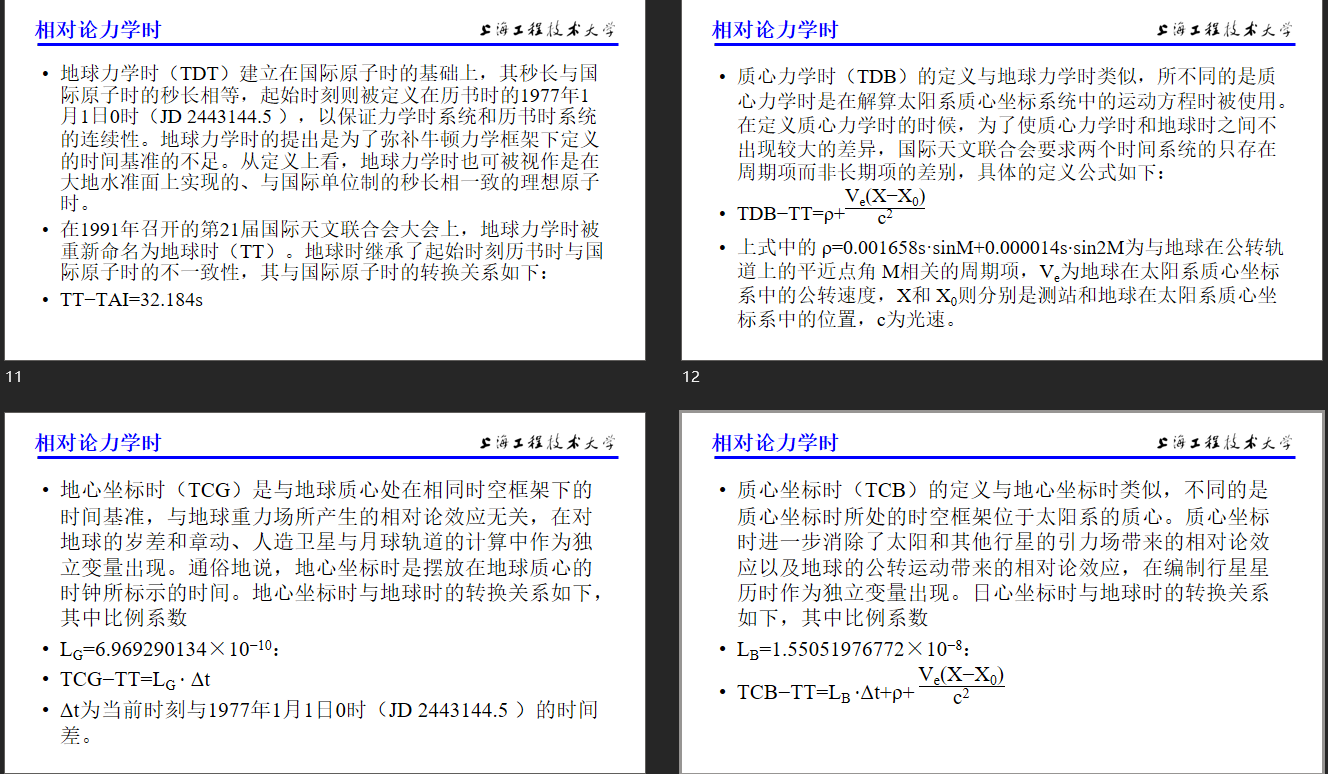 相对论力学时
上海工程技术大学
• 地球力学时（TDT）建立在国际原子时的基础上，其秒长与国
际原子时的秒长相等，起始时刻则被定义在历书时的1977年1
月1日0时（JD 2443144.5 ），以保证力学时系统和历书时系统
的连续性。地球力学时的提出是为了弥补牛顿力学框架下定义
的时间基准的不足。从定义上看，地球力学时也可被视作是在
大地水准面上实现的、与国际单位制的秒长相一致的理想原子
时。
• 在1991年召开的第21届国际天文联合会大会上，地球力学时被
重新命名为地球时（TT）。地球时继承了起始时刻历书时与国
际原子时的不一致性，其与国际原子时的转换关系如下：
• TT−TAI=32.184s
11
相对论力学时
上海工程技术大学
• 质心力学时（TDB）的定义与地球力学时类似，所不同的是质
心力学时是在解算太阳系质心坐标系统中的运动方程时被使用。
在定义质心力学时的时候，为了使质心力学时和地球时之间不
出现较大的差异，国际天文联合会要求两个时间系统的只存在
周期项而非长期项的差别，具体的定义公式如下：
• TDB−TT=ρ+Vₑ(X−X₀)/c²
• 上式中的 ρ=0.001658s·sinM+0.000014s·sin2M为与地球在公转轨
道上的平近点角 M相关的周期项，Vₑ为地球在太阳系质心坐标
系中的公转速度，X和 X₀则分别是测站和地球在太阳系质心坐
标系中的位置，c为光速。
12
相对论力学时
上海工程技术大学
• 地心坐标时（TCG）是与地球质心处在相同时空框架下的
时间基准，与地球重力场所产生的相对论效应无关，在对
地球的岁差和章动、人造卫星与月球轨道的计算中作为独
立变量出现。通俗地说，地心坐标时是摆放在地球质心的
时钟所标示的时间。地心坐标时与地球时的转换关系如下，
其中比例系数
• L_G=6.969290134×10⁻¹⁰：
• TCG−TT=L_G · Δt
• Δt为当前时刻与1977年1月1日0时（JD 2443144.5 ）的时间
差。
相对论力学时
上海工程技术大学
• 质心坐标时（TCB）的定义与地心坐标时类似，不同的是
质心坐标时所处的时空框架位于太阳系的质心。质心坐标
时进一步消除了太阳和其他行星的引力场带来的相对论效
应以及地球的公转运动带来的相对论效应，在编制行星星
历时作为独立变量出现。日心坐标时与地球时的转换关系
如下，其中比例系数
• L_B=1.55051976772×10⁻⁸：
• TCB−TT=L_B ·Δt+ρ+ Vₑ(X−X₀)/c²